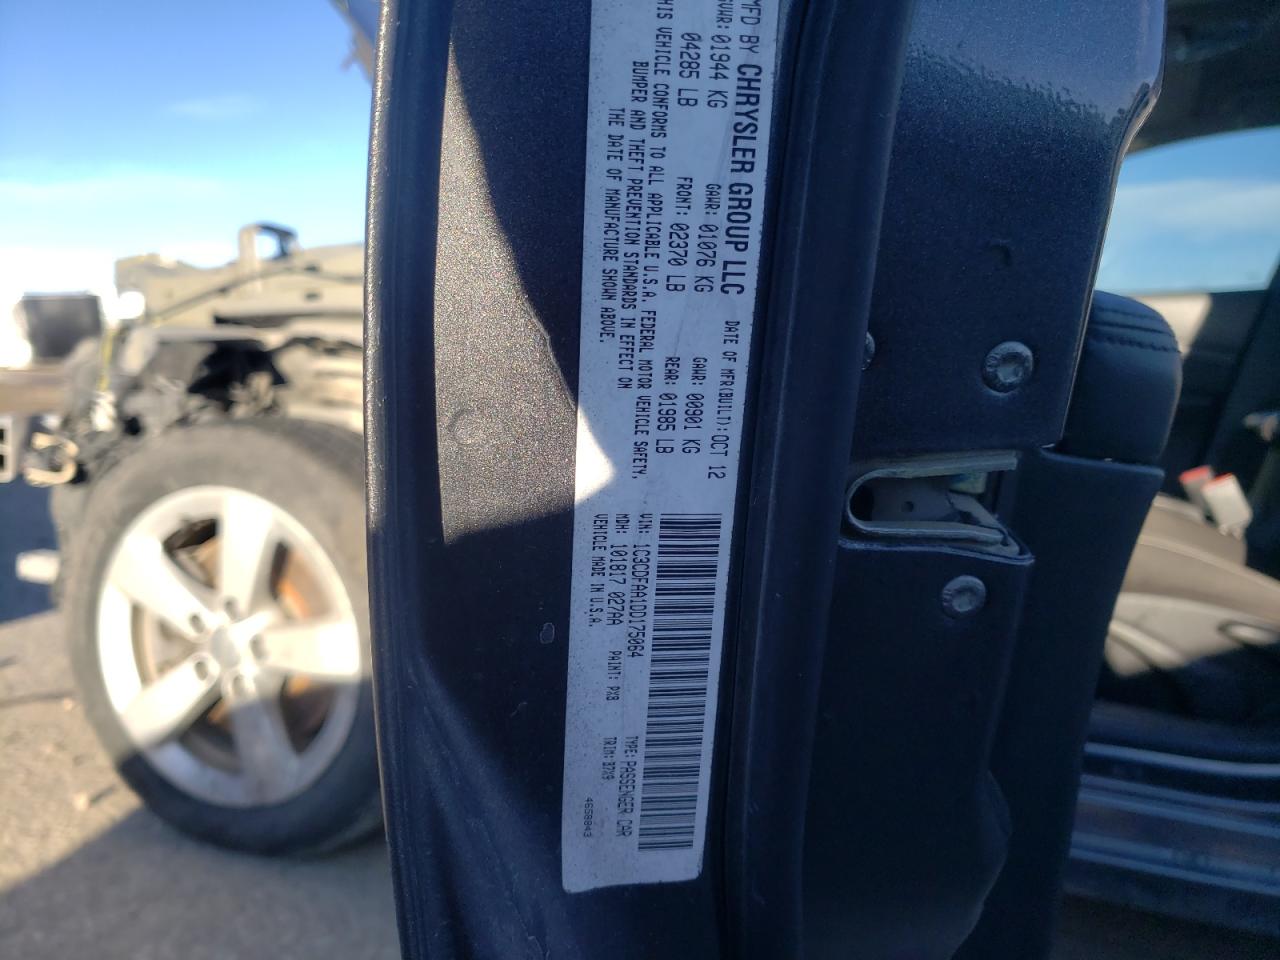 MFD BY CHRYSLER GROUP LLC DATE OF MFR(BUILT): OCT 12
GVWR: 01944 KG GAWR: 01076 KG GAWR: 00901 KG
04285 LB FRONT: 02370 LB REAR: 01985 LB
THIS VEHICLE CONFORMS TO ALL APPLICABLE U.S.A. FEDERAL MOTOR VEHICLE SAFETY,
BUMPER AND THEFT PREVENTION STANDARDS IN EFFECT ON
THE DATE OF MANUFACTURE SHOWN ABOVE.
VIN: 1C3CDFAA1DD175064 TYPE: PASSENGER CAR
MDH: 101817 027AA PAINT: PX8 TRIM: B7X9
VEHICLE MADE IN U.S.A. 4658843